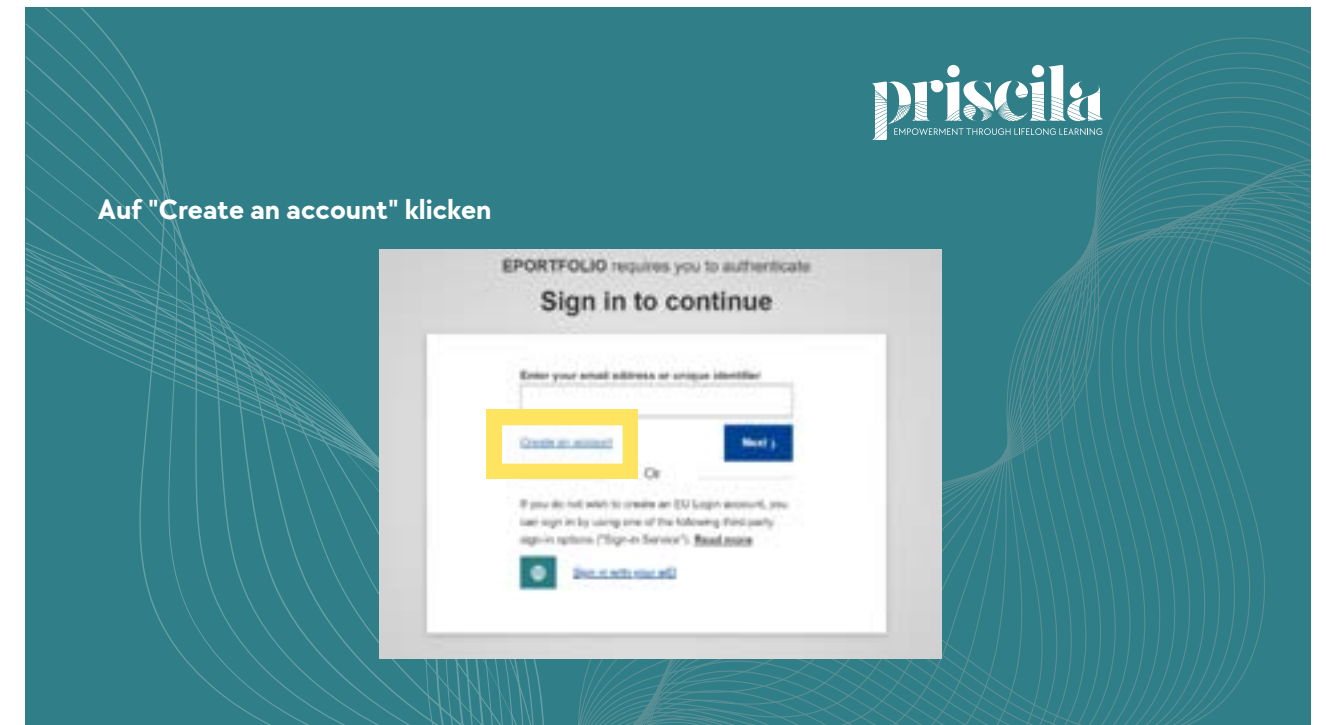 priscila
EMPOWERMENT THROUGH LIFELONG LEARNING
Auf "Create an account" klicken
EPORTFOLIO requires you to authenticate
Sign in to continue
Enter your email address or unique identifier
Create an account
Next ›
Or
If you do not wish to create an EU Login account, you
can sign in by using one of the following third party
sign-in options ("Sign-in Service"). Read more
Sign in with your eID